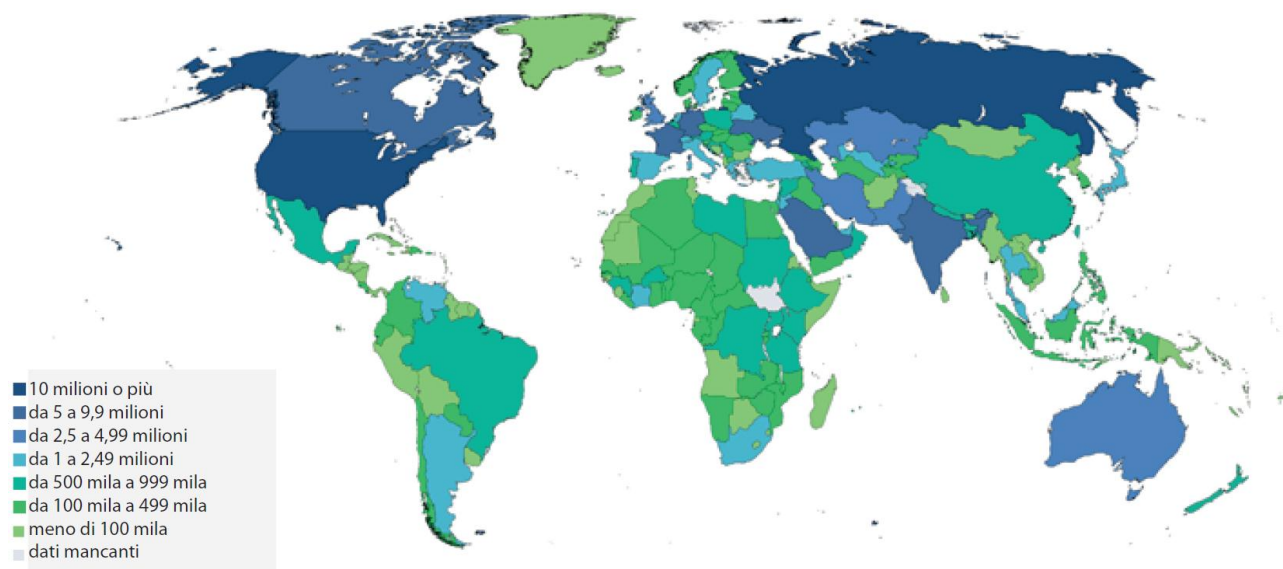 10 milioni o più
da 5 a 9,9 milioni
da 2,5 a 4,99 milioni
da 1 a 2,49 milioni
da 500 mila a 999 mila
da 100 mila a 499 mila
meno di 100 mila
dati mancanti